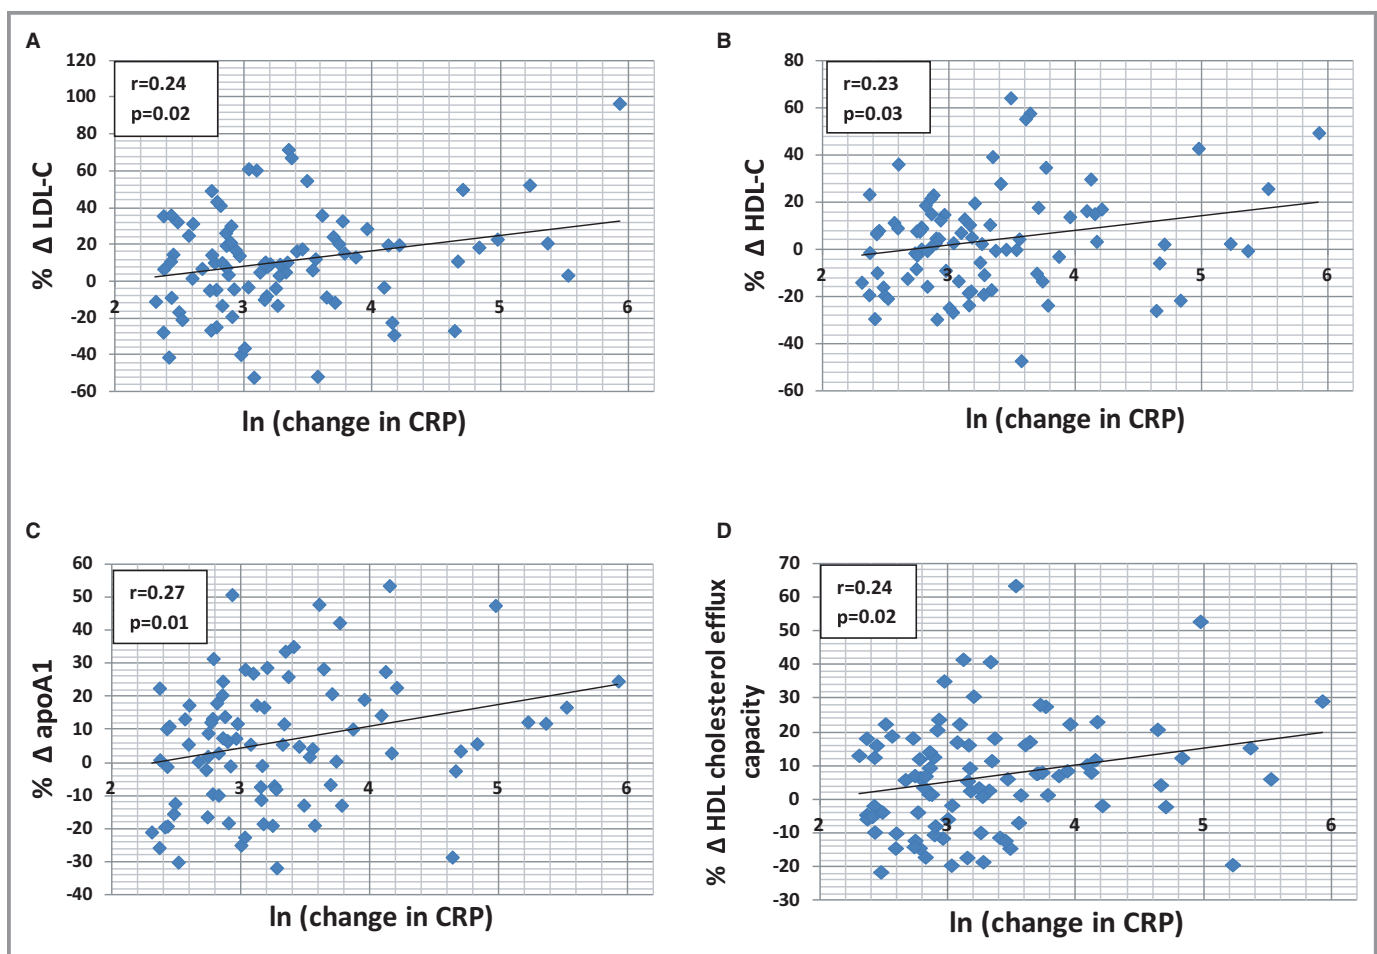 A
120
100
80
60
40
20
0
-20
-40
-60
r=0.24
p=0.02
% Δ LDL-C
2 3 4 5 6
ln (change in CRP)
B
80
60
40
20
0
-20
-40
-60
r=0.23
p=0.03
% Δ HDL-C
2 3 4 5 6
ln (change in CRP)
C
60
50
40
30
20
10
0
-10
-20
-30
-40
r=0.27
p=0.01
% Δ apoA1
2 3 4 5 6
ln (change in CRP)
D
70
60
50
40
30
20
10
0
-10
-20
-30
r=0.24
p=0.02
% Δ HDL cholesterol efflux
capacity
2 3 4 5 6
ln (change in CRP)